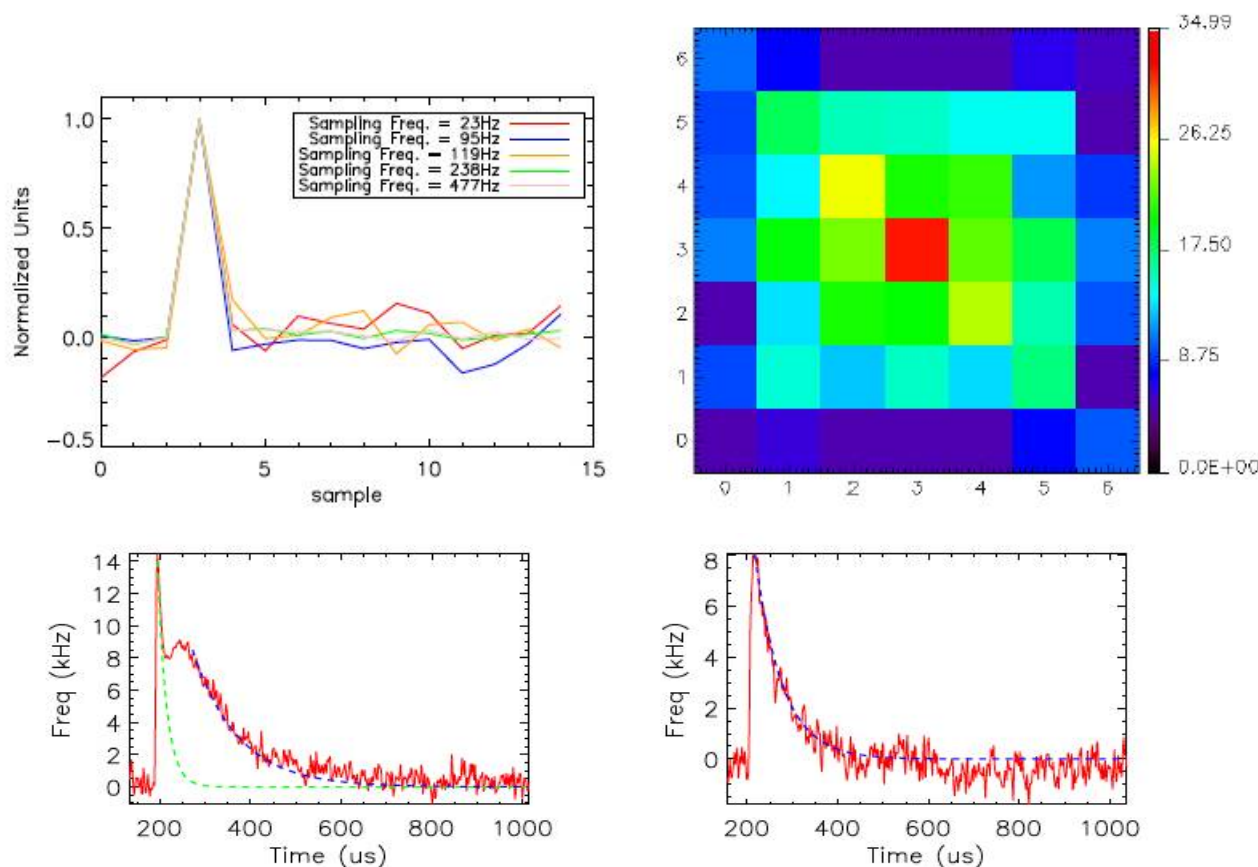 Normalized Units
1.0
0.5
0.0
−0.5
0 5 10 15
sample
Sampling Freq. = 23Hz
Sampling Freq. = 95Hz
Sampling Freq. − 119Hz
Sampling Freq. = 238Hz
Sampling Freq. = 477Hz
6
5
4
3
2
1
0
0 1 2 3 4 5 6
34.99
26.25
17.50
8.75
0.0E+00
Freq (kHz)
14
12
10
8
6
4
2
0
200 400 600 800 1000
Time (us)
Freq (kHz)
8
6
4
2
0
200 400 600 800 1000
Time (us)